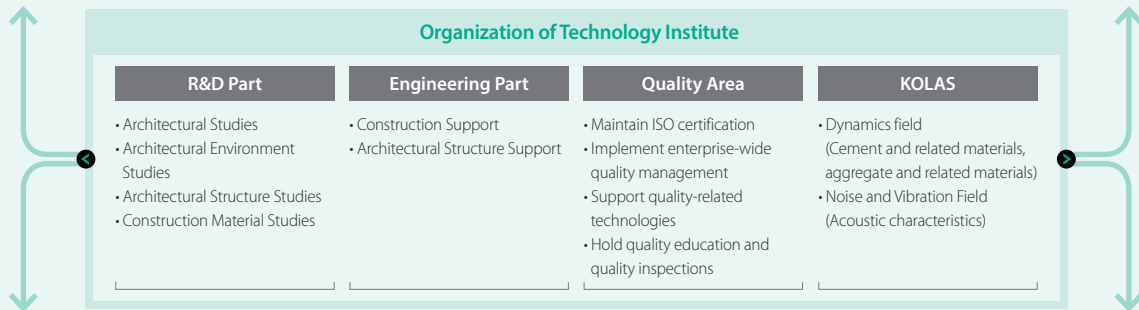 Organization of Technology Institute
R&D Part
• Architectural Studies
• Architectural Environment
Studies
• Architectural Structure Studies
• Construction Material Studies
Engineering Part
• Construction Support
• Architectural Structure Support
Quality Area
• Maintain ISO certification
• Implement enterprise-wide
quality management
• Support quality-related
technologies
• Hold quality education and
quality inspections
KOLAS
• Dynamics field
(Cement and related materials,
aggregate and related materials)
• Noise and Vibration Field
(Acoustic characteristics)